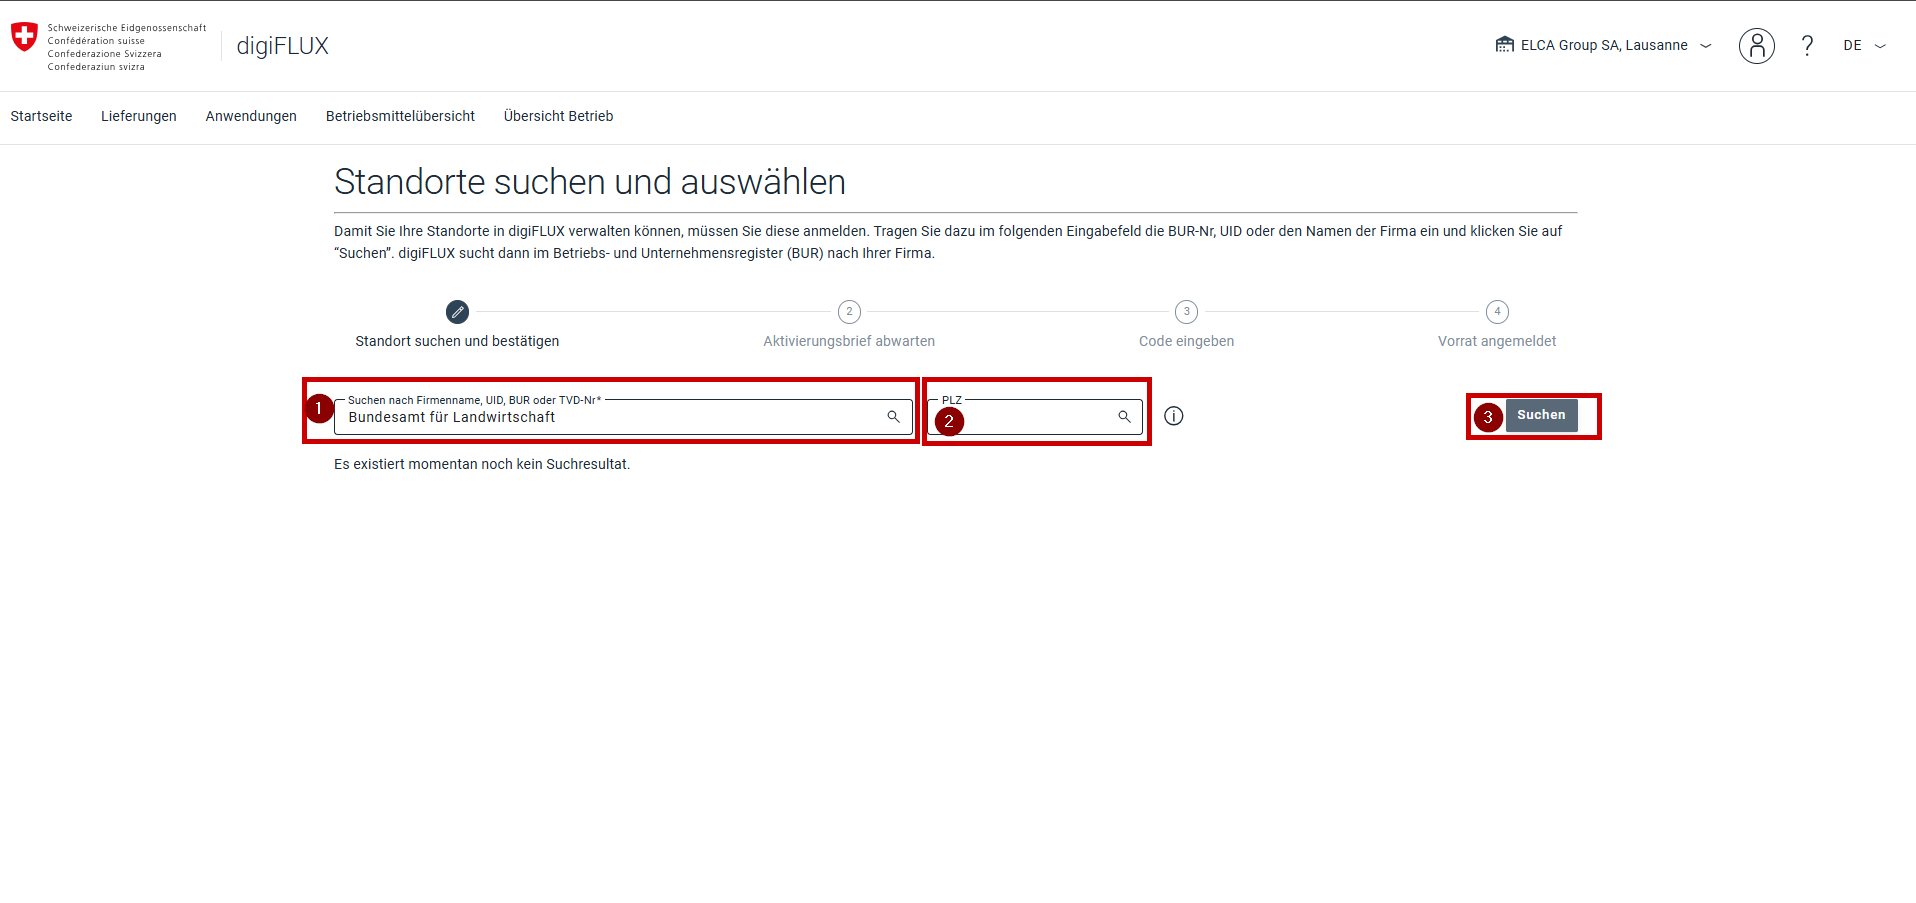 Schweizerische Eidgenossenschaft
Confédération suisse
Confederazione Svizzera
Confederaziun svizra
digiFLUX
ELCA Group SA, Lausanne
?
DE
Startseite
Lieferungen
Anwendungen
Betriebsmittelübersicht
Übersicht Betrieb
Standorte suchen und auswählen
Damit Sie Ihre Standorte in digiFLUX verwalten können, müssen Sie diese anmelden. Tragen Sie dazu im folgenden Eingabefeld die BUR-Nr, UID oder den Namen der Firma ein und klicken Sie auf
“Suchen”. digiFLUX sucht dann im Betriebs- und Unternehmensregister (BUR) nach Ihrer Firma.
2
3
4
Standort suchen und bestätigen
Aktivierungsbrief abwarten
Code eingeben
Vorrat angemeldet
1
Suchen nach Firmenname, UID, BUR oder TVD-Nr*
Bundesamt für Landwirtschaft
PLZ
2
3
Suchen
Es existiert momentan noch kein Suchresultat.